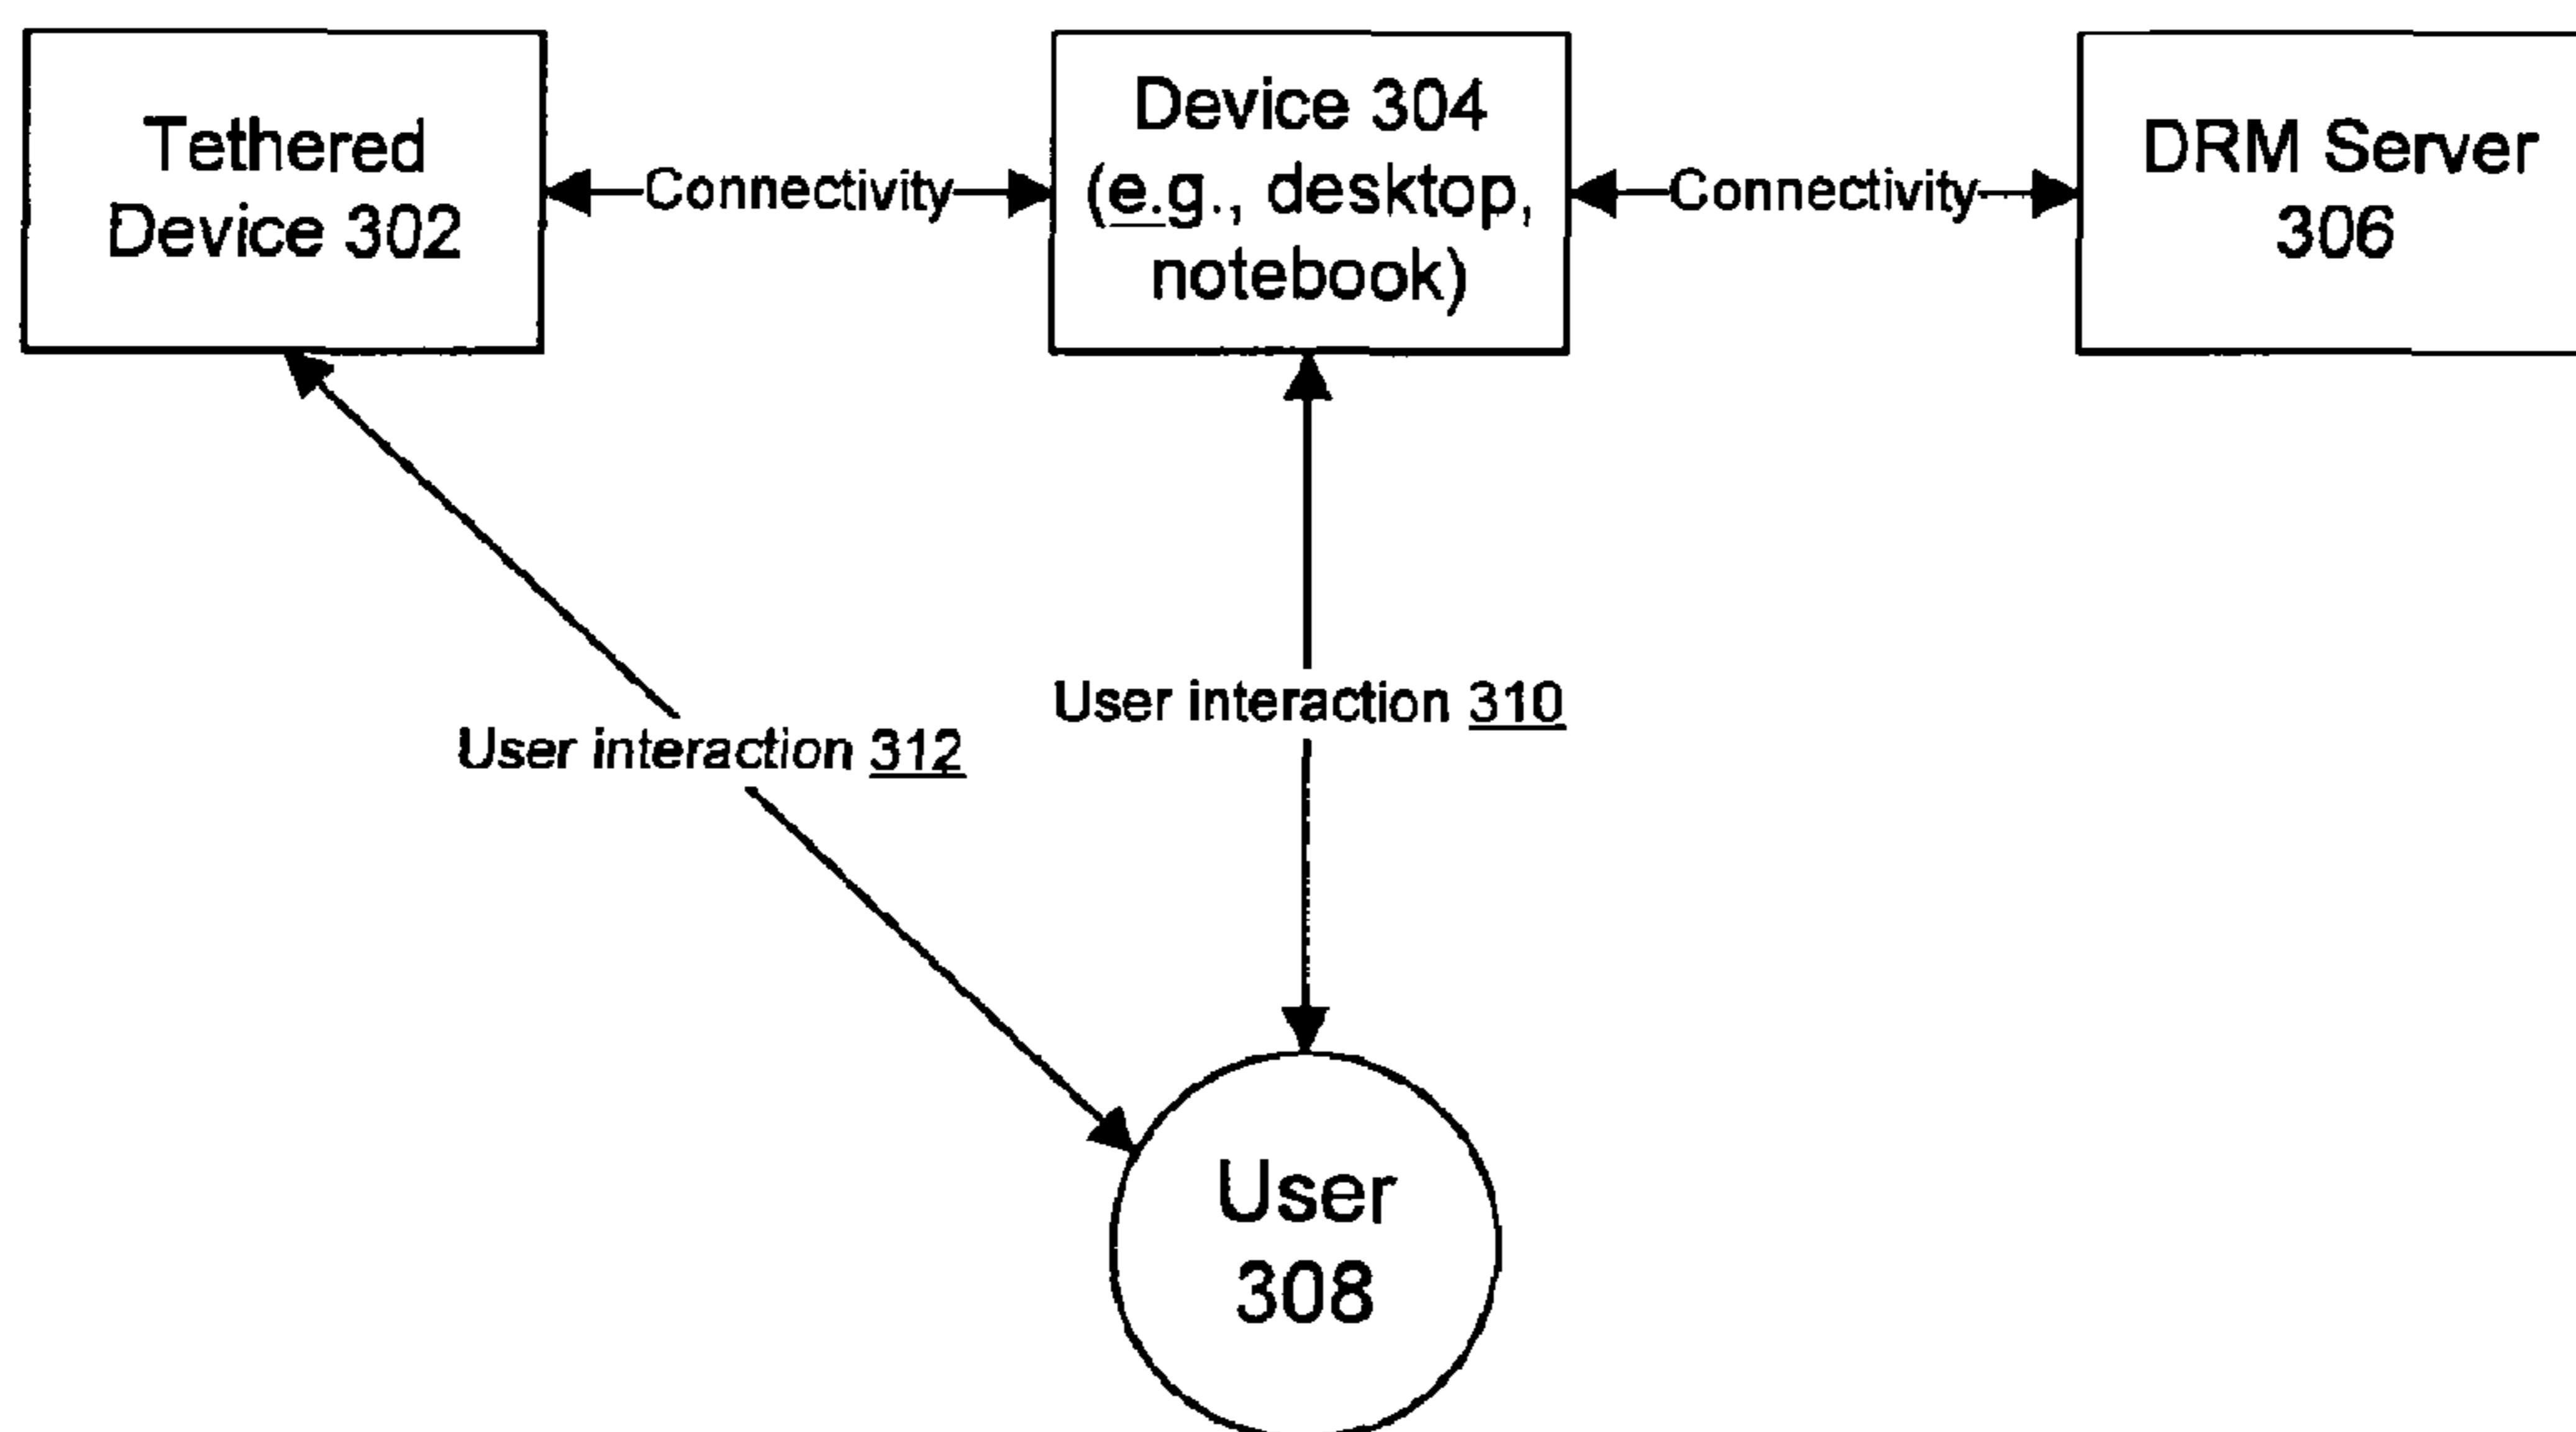 Tethered
Device 302
Connectivity
Device 304
(e.g., desktop,
notebook)
Connectivity
DRM Server
306
User interaction 310
User interaction 312
User
308